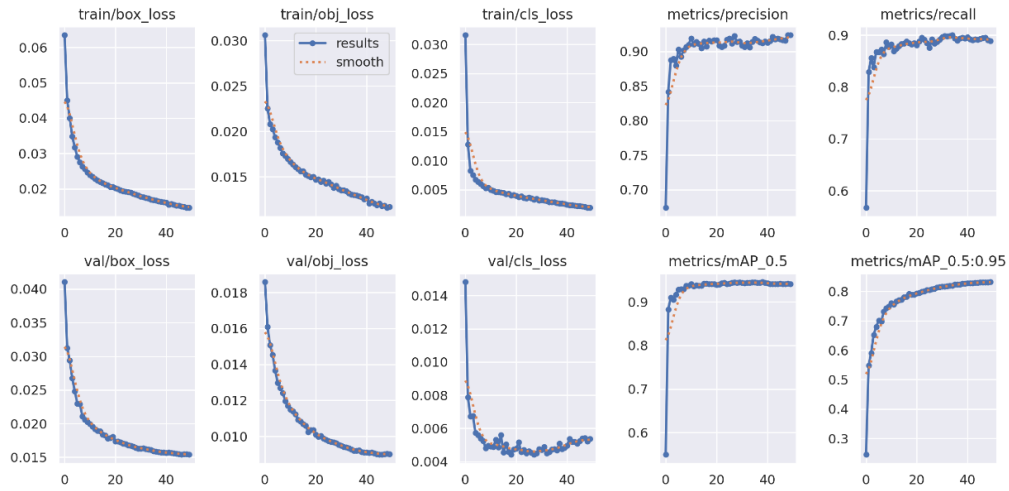 train/box_loss
train/obj_loss
train/cls_loss
metrics/precision
metrics/recall
0.06
0.05
0.04
0.03
0.02
0 20 40
0.030
0.025
0.020
0.015
0 20 40
results
smooth
0.030
0.025
0.020
0.015
0.010
0.005
0 20 40
0.90
0.85
0.80
0.75
0.70
0 20 40
0.9
0.8
0.7
0.6
0 20 40
val/box_loss
val/obj_loss
val/cls_loss
metrics/mAP_0.5
metrics/mAP_0.5:0.95
0.040
0.035
0.030
0.025
0.020
0.015
0 20 40
0.018
0.016
0.014
0.012
0.010
0 20 40
0.014
0.012
0.010
0.008
0.006
0.004
0 20 40
0.9
0.8
0.7
0.6
0 20 40
0.8
0.7
0.6
0.5
0.4
0.3
0 20 40